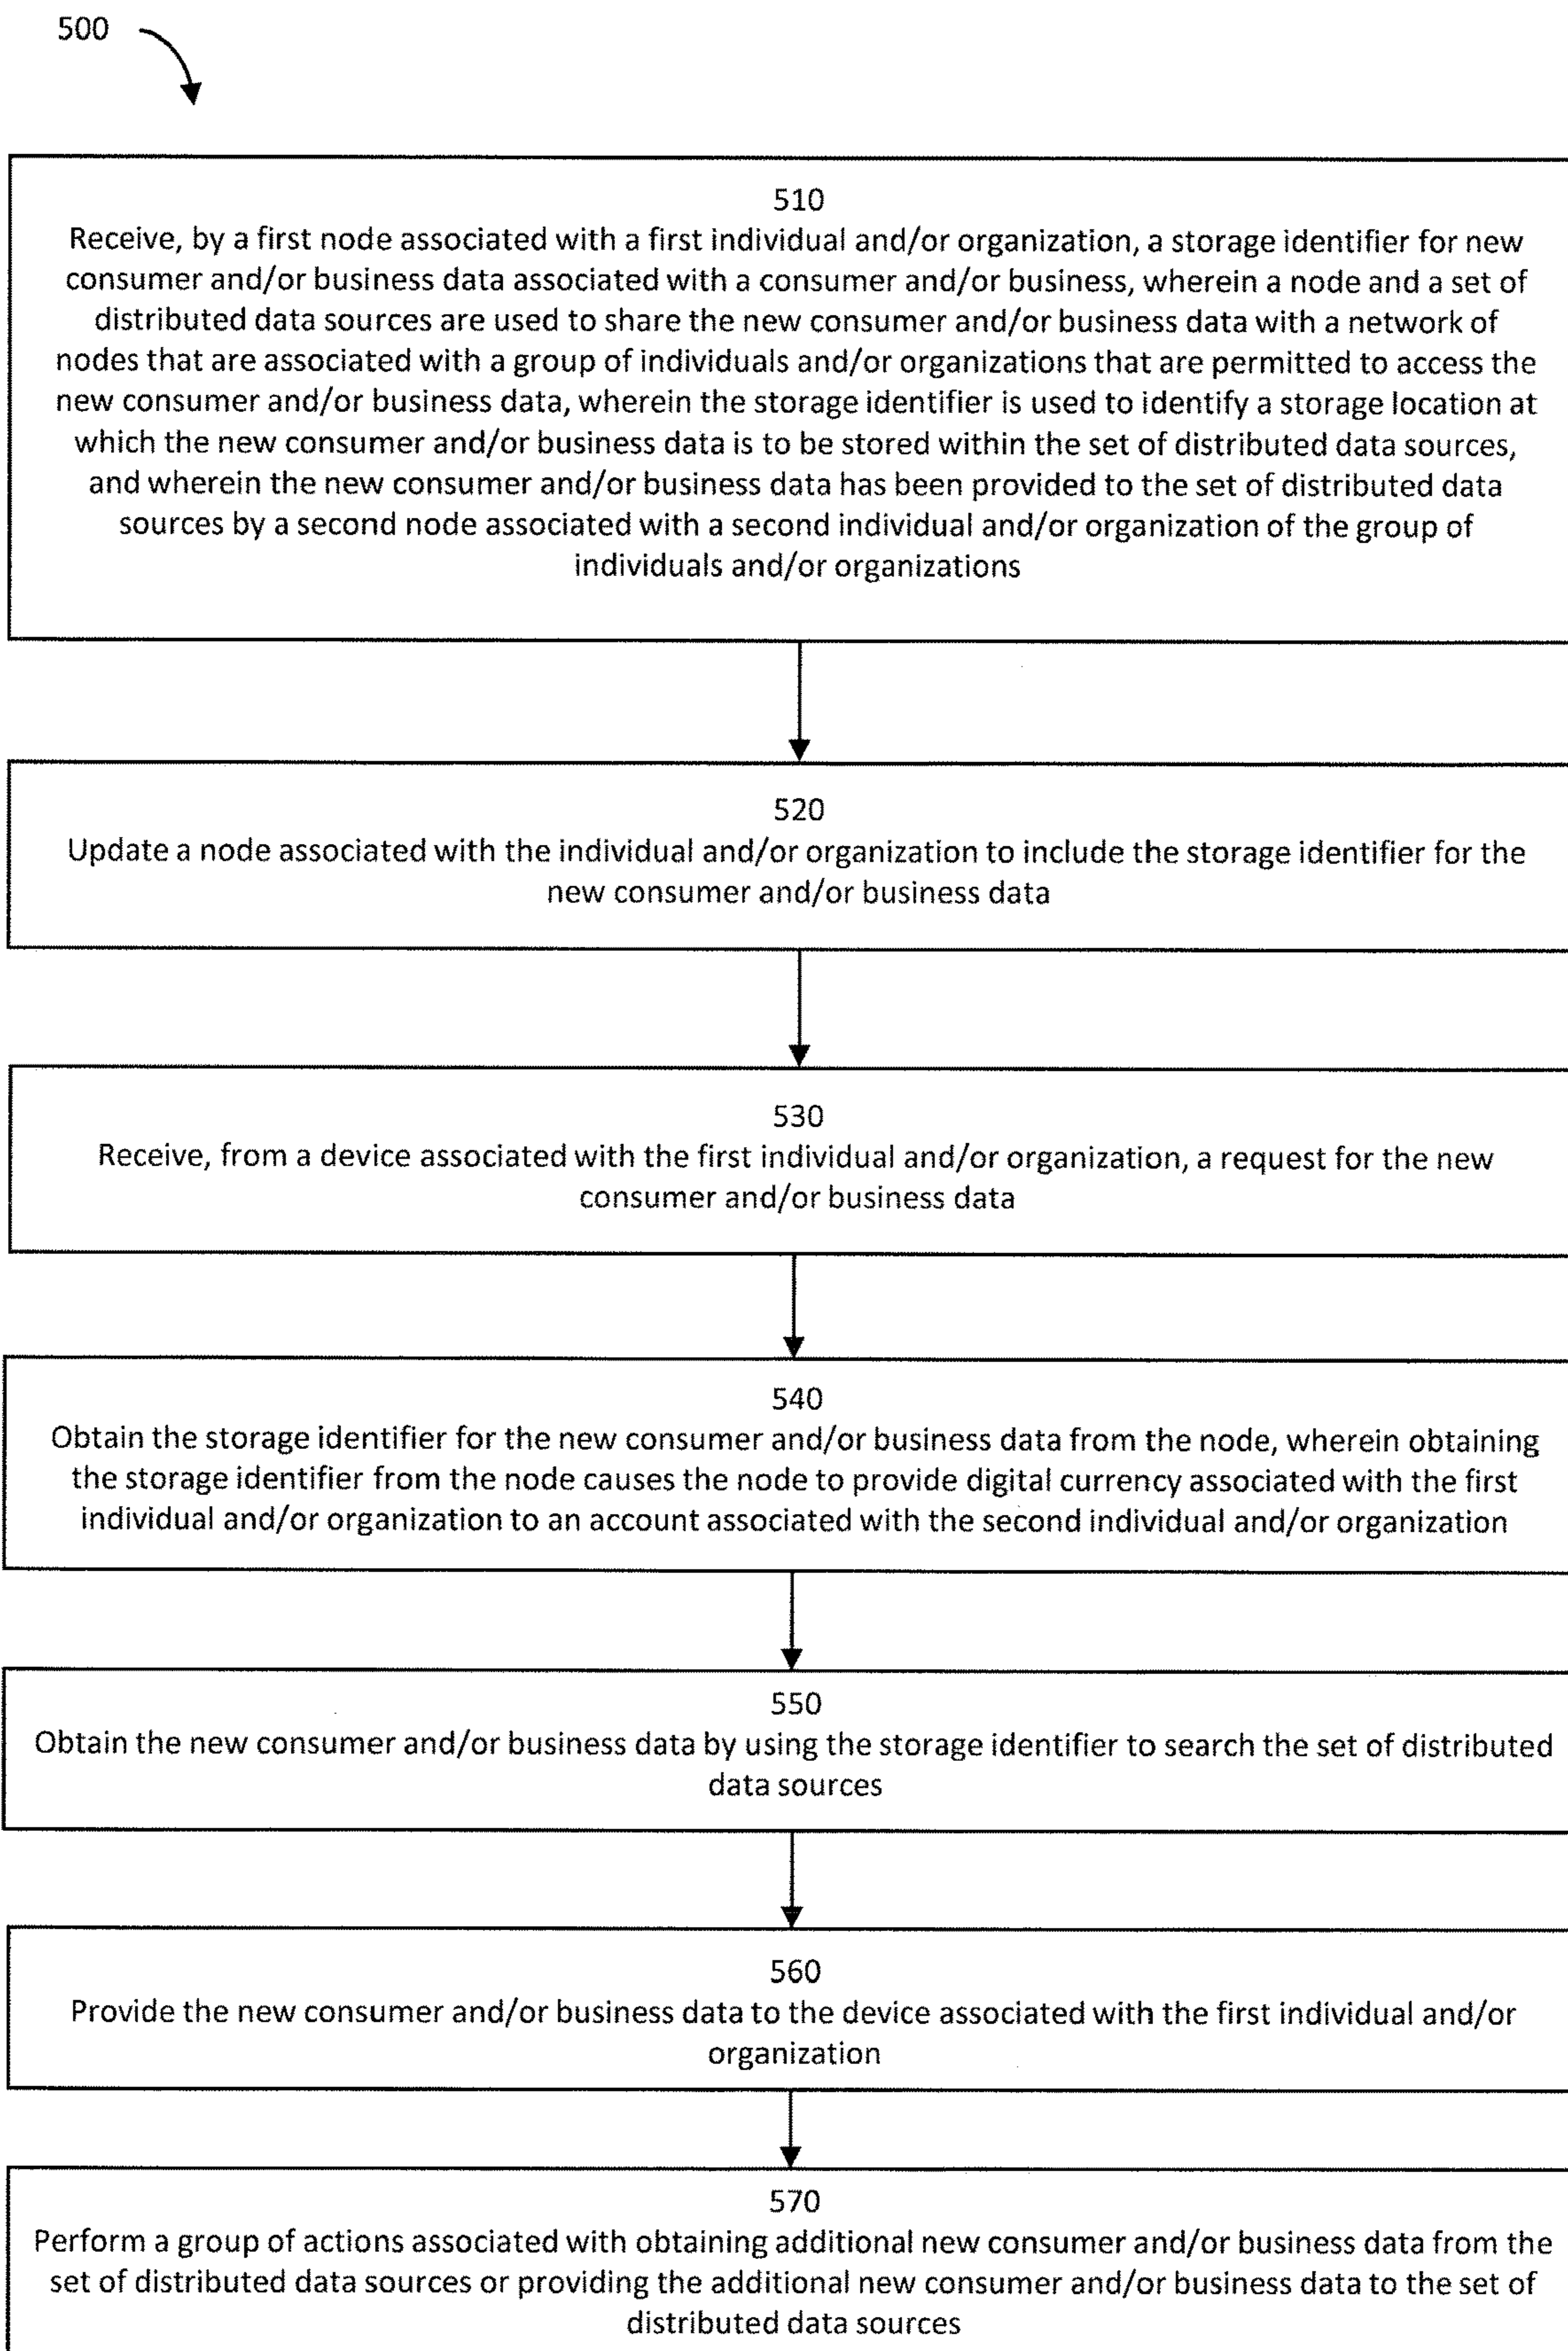 500
510
Receive, by a first node associated with a first individual and/or organization, a storage identifier for new
consumer and/or business data associated with a consumer and/or business, wherein a node and a set of
distributed data sources are used to share the new consumer and/or business data with a network of
nodes that are associated with a group of individuals and/or organizations that are permitted to access the
new consumer and/or business data, wherein the storage identifier is used to identify a storage location at
which the new consumer and/or business data is to be stored within the set of distributed data sources,
and wherein the new consumer and/or business data has been provided to the set of distributed data
sources by a second node associated with a second individual and/or organization of the group of
individuals and/or organizations
520
Update a node associated with the individual and/or organization to include the storage identifier for the
new consumer and/or business data
530
Receive, from a device associated with the first individual and/or organization, a request for the new
consumer and/or business data
540
Obtain the storage identifier for the new consumer and/or business data from the node, wherein obtaining
the storage identifier from the node causes the node to provide digital currency associated with the first
individual and/or organization to an account associated with the second individual and/or organization
550
Obtain the new consumer and/or business data by using the storage identifier to search the set of distributed
data sources
560
Provide the new consumer and/or business data to the device associated with the first individual and/or
organization
570
Perform a group of actions associated with obtaining additional new consumer and/or business data from the
set of distributed data sources or providing the additional new consumer and/or business data to the set of
distributed data sources